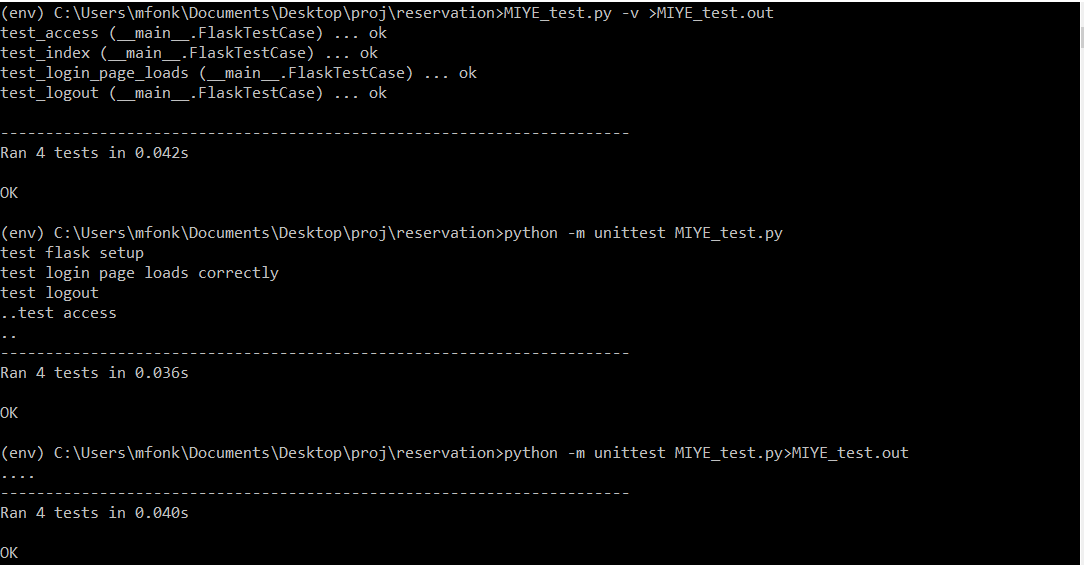 (env) C:\Users\mfonk\Documents\Desktop\proj\reservation>MIYE_test.py -v >MIYE_test.out
test_access (__main__.FlaskTestCase) ... ok
test_index (__main__.FlaskTestCase) ... ok
test_login_page_loads (__main__.FlaskTestCase) ... ok
test_logout (__main__.FlaskTestCase) ... ok
----------------------------------------------------------------------
Ran 4 tests in 0.042s
OK
(env) C:\Users\mfonk\Documents\Desktop\proj\reservation>python -m unittest MIYE_test.py
test flask setup
test login page loads correctly
test logout
..test access
..
----------------------------------------------------------------------
Ran 4 tests in 0.036s
OK
(env) C:\Users\mfonk\Documents\Desktop\proj\reservation>python -m unittest MIYE_test.py>MIYE_test.out
....
----------------------------------------------------------------------
Ran 4 tests in 0.040s
OK